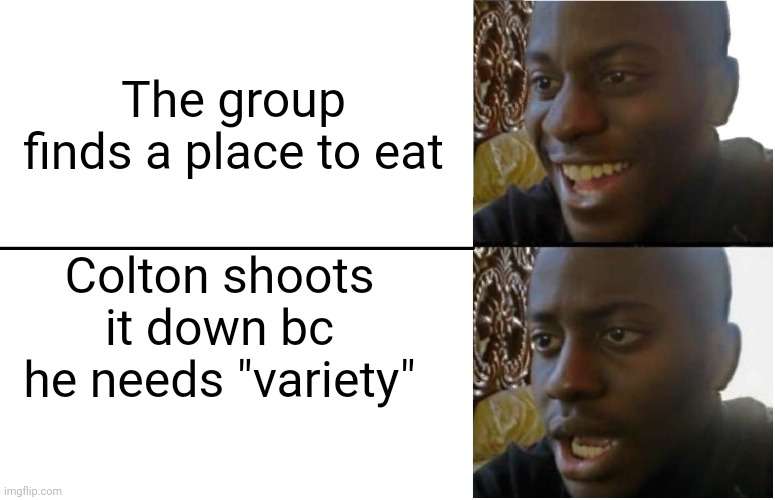 The group
finds a place to eat
Colton shoots
it down bc
he needs "variety"
imgflip.com